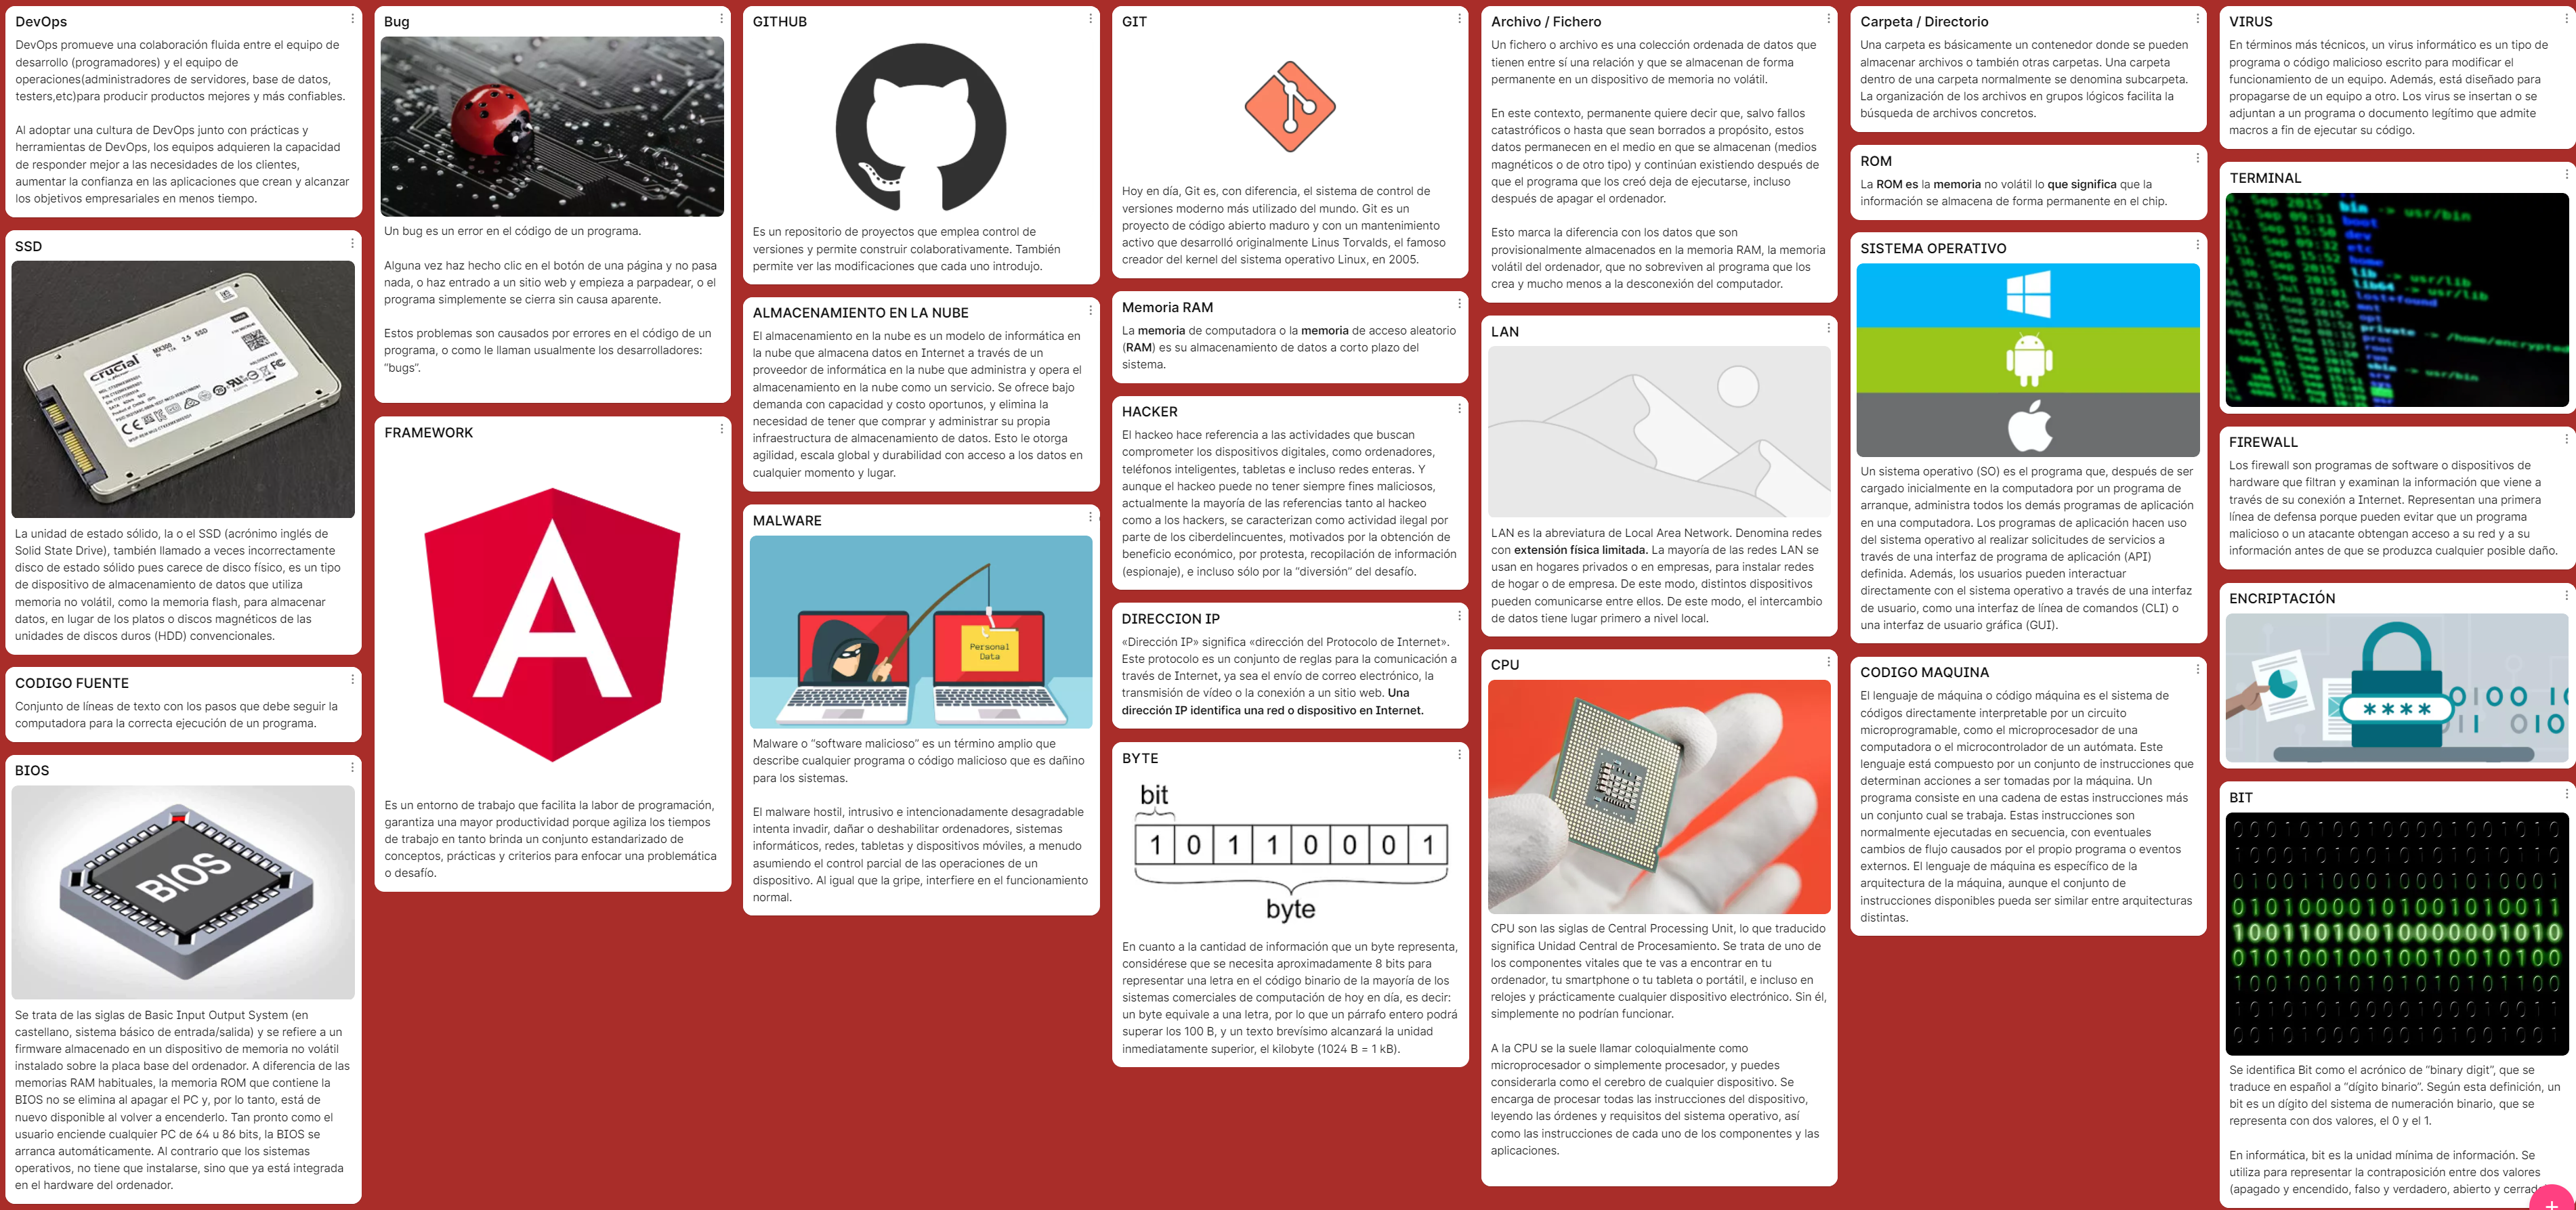 DevOps
DevOps promueve una colaboración fluida entre el equipo de
desarrollo (programadores) y el equipo de
operaciones(administradores de servidores, base de datos,
testers,etc)para producir productos mejores y más confiables.
Al adoptar una cultura de DevOps junto con prácticas y
herramientas de DevOps, los equipos adquieren la capacidad
de responder mejor a las necesidades de los clientes,
aumentar la confianza en las aplicaciones que crean y alcanzar
los objetivos empresariales en menos tiempo.
SSD
crucial
MX300 2.5 SSD
La unidad de estado sólido, la o el SSD (acrónimo inglés de
Solid State Drive), también llamado a veces incorrectamente
disco de estado sólido pues carece de disco físico, es un tipo
de dispositivo de almacenamiento de datos que utiliza
memoria no volátil, como la memoria flash, para almacenar
datos, en lugar de los platos o discos magnéticos de las
unidades de discos duros (HDD) convencionales.
CODIGO FUENTE
Conjunto de líneas de texto con los pasos que debe seguir la
computadora para la correcta ejecución de un programa.
BIOS
BIOS
Se trata de las siglas de Basic Input Output System (en
castellano, sistema básico de entrada/salida) y se refiere a un
firmware almacenado en un dispositivo de memoria no volátil
instalado sobre la placa base del ordenador. A diferencia de las
memorias RAM habituales, la memoria ROM que contiene la
BIOS no se elimina al apagar el PC y, por lo tanto, está de
nuevo disponible al volver a encenderlo. Tan pronto como el
usuario enciende cualquier PC de 64 u 86 bits, la BIOS se
arranca automáticamente. Al contrario que los sistemas
operativos, no tiene que instalarse, sino que ya está integrada
en el hardware del ordenador.
Bug
Un bug es un error en el código de un programa.
Alguna vez haz hecho clic en el botón de una página y no pasa
nada, o haz entrado a un sitio web y empieza a parpadear, o el
programa simplemente se cierra sin causa aparente.
Estos problemas son causados por errores en el código de un
programa, o como le llaman usualmente los desarrolladores:
“bugs”.
FRAMEWORK
A
Es un entorno de trabajo que facilita la labor de programación,
garantiza una mayor productividad porque agiliza los tiempos
de trabajo en tanto brinda un conjunto estandarizado de
conceptos, prácticas y criterios para enfocar una problemática
o desafío.
GITHUB
Es un repositorio de proyectos que emplea control de
versiones y permite construir colaborativamente. También
permite ver las modificaciones que cada uno introdujo.
ALMACENAMIENTO EN LA NUBE
El almacenamiento en la nube es un modelo de informática en
la nube que almacena datos en Internet a través de un
proveedor de informática en la nube que administra y opera el
almacenamiento en la nube como un servicio. Se ofrece bajo
demanda con capacidad y costo oportunos, y elimina la
necesidad de tener que comprar y administrar su propia
infraestructura de almacenamiento de datos. Esto le otorga
agilidad, escala global y durabilidad con acceso a los datos en
cualquier momento y lugar.
MALWARE
Personal
Data
Malware o “software malicioso” es un término amplio que
describe cualquier programa o código malicioso que es dañino
para los sistemas.
El malware hostil, intrusivo e intencionadamente desagradable
intenta invadir, dañar o deshabilitar ordenadores, sistemas
informáticos, redes, tabletas y dispositivos móviles, a menudo
asumiendo el control parcial de las operaciones de un
dispositivo. Al igual que la gripe, interfiere en el funcionamiento
normal.
GIT
Hoy en día, Git es, con diferencia, el sistema de control de
versiones moderno más utilizado del mundo. Git es un
proyecto de código abierto maduro y con un mantenimiento
activo que desarrolló originalmente Linus Torvalds, el famoso
creador del kernel del sistema operativo Linux, en 2005.
Memoria RAM
La memoria de computadora o la memoria de acceso aleatorio
(RAM) es su almacenamiento de datos a corto plazo del
sistema.
HACKER
El hackeo hace referencia a las actividades que buscan
comprometer los dispositivos digitales, como ordenadores,
teléfonos inteligentes, tabletas e incluso redes enteras. Y
aunque el hackeo puede no tener siempre fines maliciosos,
actualmente la mayoría de las referencias tanto al hackeo
como a los hackers, se caracterizan como actividad ilegal por
parte de los ciberdelincuentes, motivados por la obtención de
beneficio económico, por protesta, recopilación de información
(espionaje), e incluso sólo por la “diversión” del desafío.
DIRECCION IP
«Dirección IP» significa «dirección del Protocolo de Internet».
Este protocolo es un conjunto de reglas para la comunicación a
través de Internet, ya sea el envío de correo electrónico, la
transmisión de vídeo o la conexión a un sitio web. Una
dirección IP identifica una red o dispositivo en Internet.
BYTE
bit
1 0 1 1 0 0 0 1
byte
En cuanto a la cantidad de información que un byte representa,
considérese que se necesita aproximadamente 8 bits para
representar una letra en el código binario de la mayoría de los
sistemas comerciales de computación de hoy en día, es decir:
un byte equivale a una letra, por lo que un párrafo entero podrá
superar los 100 B, y un texto brevísimo alcanzará la unidad
inmediatamente superior, el kilobyte (1024 B = 1 kB).
Archivo / Fichero
Un fichero o archivo es una colección ordenada de datos que
tienen entre sí una relación y que se almacenan de forma
permanente en un dispositivo de memoria no volátil.
En este contexto, permanente quiere decir que, salvo fallos
catastróficos o hasta que sean borrados a propósito, estos
datos permanecen en el medio en que se almacenan (medios
magnéticos o de otro tipo) y continúan existiendo después de
que el programa que los creó deja de ejecutarse, incluso
después de apagar el ordenador.
Esto marca la diferencia con los datos que son
provisionalmente almacenados en la memoria RAM, la memoria
volátil del ordenador, que no sobreviven al programa que los
crea y mucho menos a la desconexión del computador.
LAN
LAN es la abreviatura de Local Area Network. Denomina redes
con extensión física limitada. La mayoría de las redes LAN se
usan en hogares privados o en empresas, para instalar redes
de hogar o de empresa. De este modo, distintos dispositivos
pueden comunicarse entre ellos. De este modo, el intercambio
de datos tiene lugar primero a nivel local.
CPU
CPU son las siglas de Central Processing Unit, lo que traducido
significa Unidad Central de Procesamiento. Se trata de uno de
los componentes vitales que te vas a encontrar en tu
ordenador, tu smartphone o tu tableta o portátil, e incluso en
relojes y prácticamente cualquier dispositivo electrónico. Sin él,
simplemente no podrían funcionar.
A la CPU se la suele llamar coloquialmente como
microprocesador o simplemente procesador, y puedes
considerarla como el cerebro de cualquier dispositivo. Se
encarga de procesar todas las instrucciones del dispositivo,
leyendo las órdenes y requisitos del sistema operativo, así
como las instrucciones de cada uno de los componentes y las
aplicaciones.
Carpeta / Directorio
Una carpeta es básicamente un contenedor donde se pueden
almacenar archivos o también otras carpetas. Una carpeta
dentro de una carpeta normalmente se denomina subcarpeta.
La organización de los archivos en grupos lógicos facilita la
búsqueda de archivos concretos.
ROM
La ROM es la memoria no volátil lo que significa que la
información se almacena de forma permanente en el chip.
SISTEMA OPERATIVO
Un sistema operativo (SO) es el programa que, después de ser
cargado inicialmente en la computadora por un programa de
arranque, administra todos los demás programas de aplicación
en una computadora. Los programas de aplicación hacen uso
del sistema operativo al realizar solicitudes de servicios a
través de una interfaz de programa de aplicación (API)
definida. Además, los usuarios pueden interactuar
directamente con el sistema operativo a través de una interfaz
de usuario, como una interfaz de línea de comandos (CLI) o
una interfaz de usuario gráfica (GUI).
CODIGO MAQUINA
El lenguaje de máquina o código máquina es el sistema de
códigos directamente interpretable por un circuito
microprogramable, como el microprocesador de una
computadora o el microcontrolador de un autómata. Este
lenguaje está compuesto por un conjunto de instrucciones que
determinan acciones a ser tomadas por la máquina. Un
programa consiste en una cadena de estas instrucciones más
un conjunto cual se trabaja. Estas instrucciones son
normalmente ejecutadas en secuencia, con eventuales
cambios de flujo causados por el propio programa o eventos
externos. El lenguaje de máquina es específico de la
arquitectura de la máquina, aunque el conjunto de
instrucciones disponibles pueda ser similar entre arquitecturas
distintas.
VIRUS
En términos más técnicos, un virus informático es un tipo de
programa o código malicioso escrito para modificar el
funcionamiento de un equipo. Además, está diseñado para
propagarse de un equipo a otro. Los virus se insertan o se
adjuntan a un programa o documento legítimo que admite
macros a fin de ejecutar su código.
TERMINAL
Sep 2015 bin -> usr/bin
Sep 09:31 boot
Sep 15:50 dev
Sep 09:32 etc
home
lib -> usr/lib
lib64 -> usr/lib
lost+found
mnt
opt
private -> /home/encrypted
proc
root
run
sbin -> usr/bin
srv
FIREWALL
Los firewall son programas de software o dispositivos de
hardware que filtran y examinan la información que viene a
través de su conexión a Internet. Representan una primera
línea de defensa porque pueden evitar que un programa
malicioso o un atacante obtengan acceso a su red y a su
información antes de que se produzca cualquier posible daño.
ENCRIPTACIÓN
****
0100 10
11 010
BIT
0101000010101001010011
1001101001000000001010
Se identifica Bit como el acrónico de “binary digit”, que se
traduce en español a “dígito binario”. Según esta definición, un
bit es un dígito del sistema de numeración binario, que se
representa con dos valores, el 0 y el 1.
En informática, bit es la unidad mínima de información. Se
utiliza para representar la contraposición entre dos valores
(apagado y encendido, falso y verdadero, abierto y